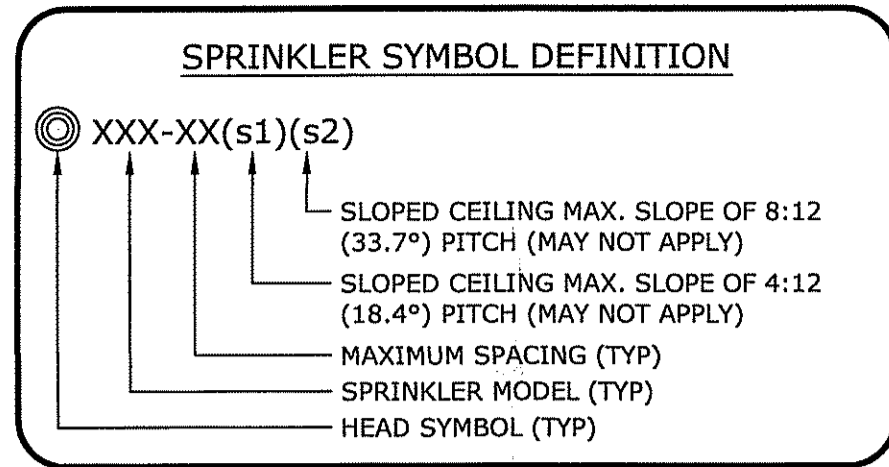 SPRINKLER SYMBOL DEFINITION
XXX-XX(s1)(s2)
SLOPED CEILING MAX. SLOPE OF 8:12
(33.7°) PITCH (MAY NOT APPLY)
SLOPED CEILING MAX. SLOPE OF 4:12
(18.4°) PITCH (MAY NOT APPLY)
MAXIMUM SPACING (TYP)
SPRINKLER MODEL (TYP)
HEAD SYMBOL (TYP)